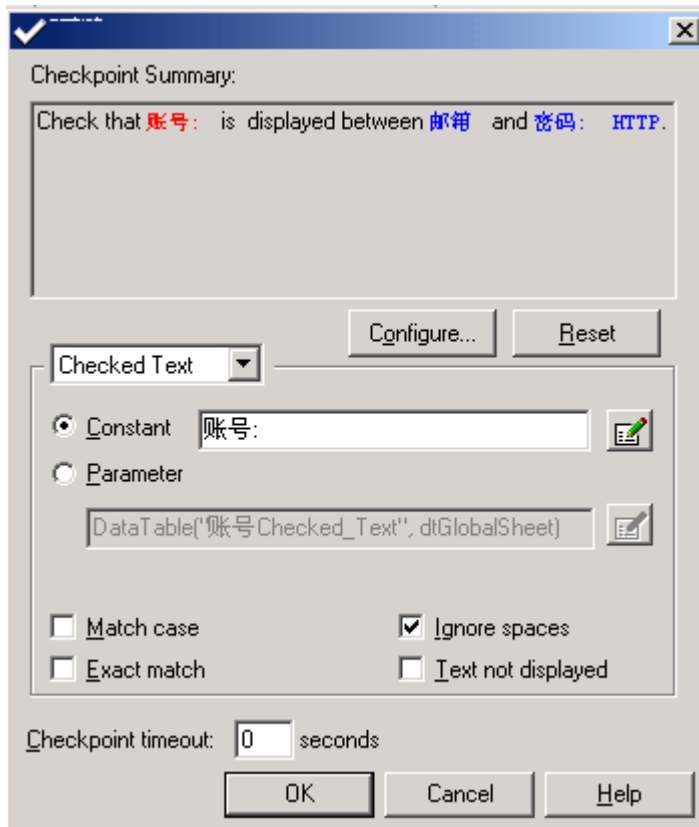 Checkpoint Summary:
Check that 账号: is displayed between 邮箱 and 密码: HTTP.
Configure... Reset
Checked Text
Constant 账号:
Parameter
DataTable("账号Checked_Text", dtGlobalSheet)
Match case Ignore spaces
Exact match Text not displayed
Checkpoint timeout: 0 seconds
OK Cancel Help